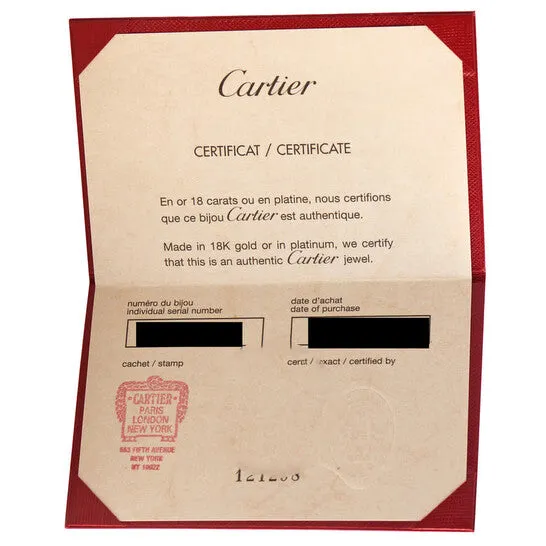 Cartier
CERTIFICAT / CERTIFICATE
En or 18 carats ou en platine, nous certifions
que ce bijou Cartier est authentique.
Made in 18K gold or in platinum, we certify
that this is an authentic Cartier jewel.
numéro du bijou
individual serial number
date d'achat
date of purchase
cachet / stamp
/ certified by
CARTIER
PARIS
LONDON
NEW YORK
653 FIFTH AVENUE
NEW YORK
NY 10022